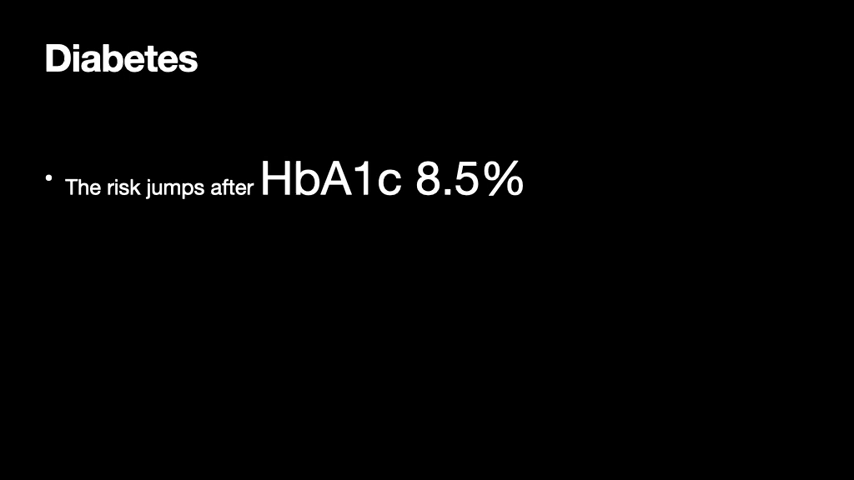 Diabetes
• The risk jumps after HbA1c 8.5%